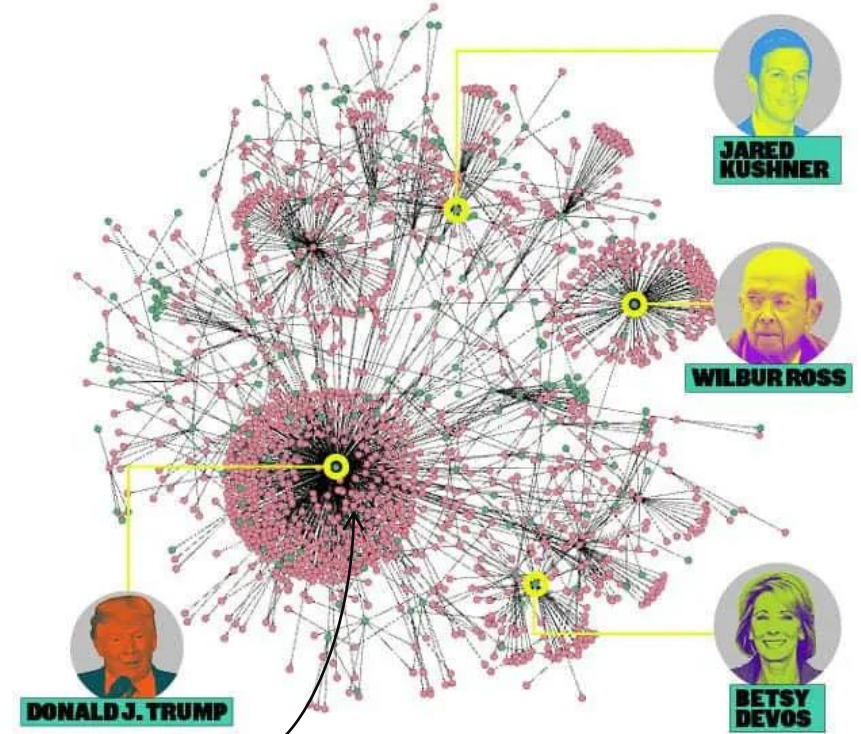 JARED
KUSHNER
WILBUR ROSS
DONALD J. TRUMP
BETSY
DEVOS